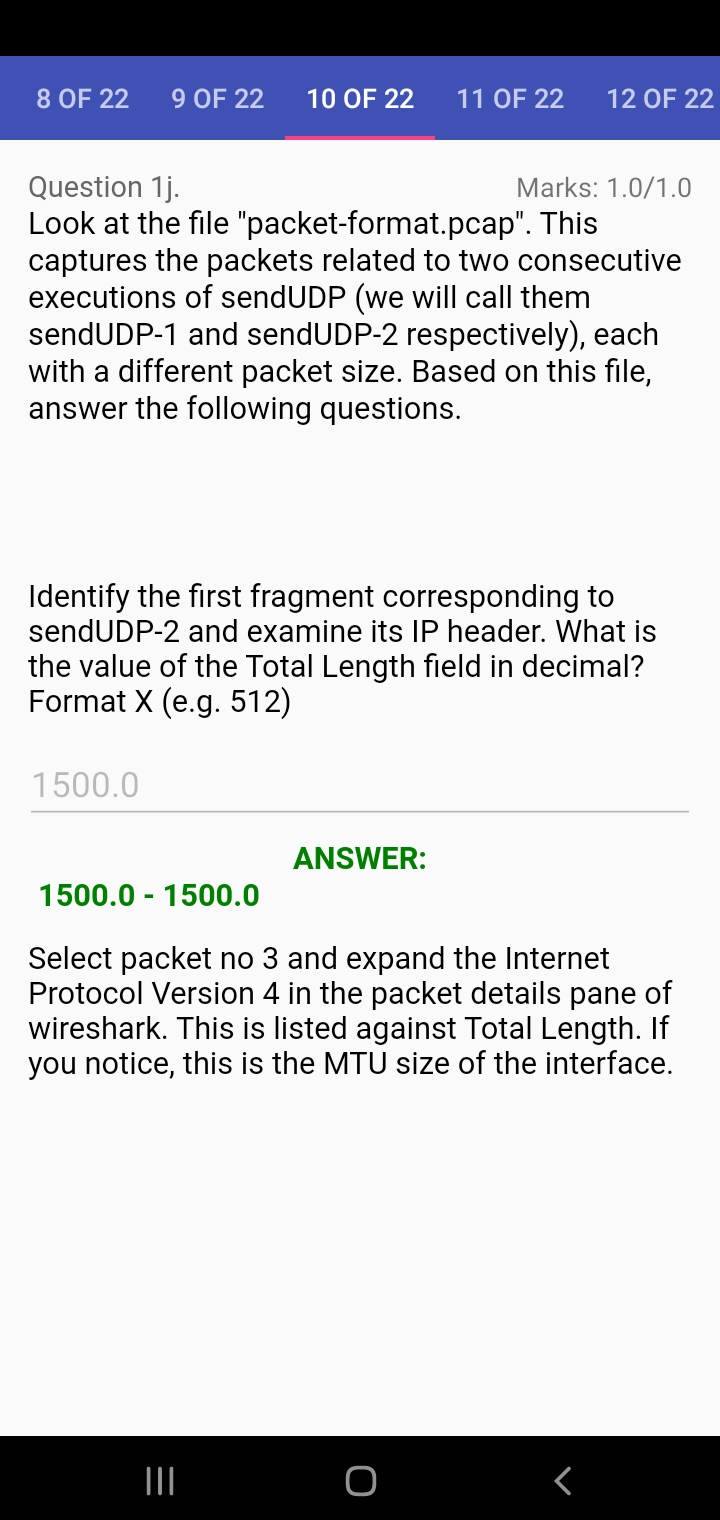 8 OF 22 9 OF 22 10 OF 22 11 OF 22 12 OF 22
Question 1j. Marks: 1.0/1.0
Look at the file "packet-format.pcap". This
captures the packets related to two consecutive
executions of sendUDP (we will call them
sendUDP-1 and sendUDP-2 respectively), each
with a different packet size. Based on this file,
answer the following questions.
Identify the first fragment corresponding to
sendUDP-2 and examine its IP header. What is
the value of the Total Length field in decimal?
Format X (e.g. 512)
1500.0
ANSWER:
1500.0 - 1500.0
Select packet no 3 and expand the Internet
Protocol Version 4 in the packet details pane of
wireshark. This is listed against Total Length. If
you notice, this is the MTU size of the interface.